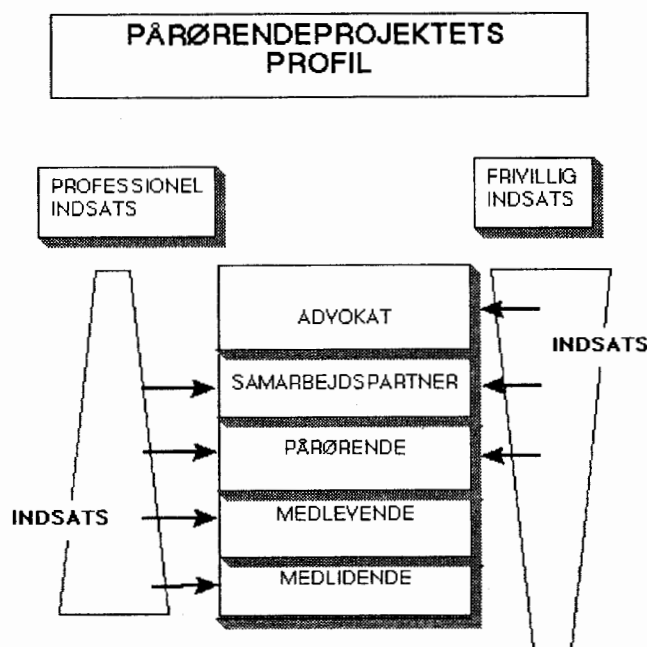 PÅRØRENDEPROJEKTETS
PROFIL
PROFESSIONEL
INDSATS
FRIVILLIG
INDSATS
ADVOKAT
INDSATS
SAMARBEJDSPARTNER
PÅRØRENDE
INDSATS
MEDLEVENDE
MEDLIDENDE